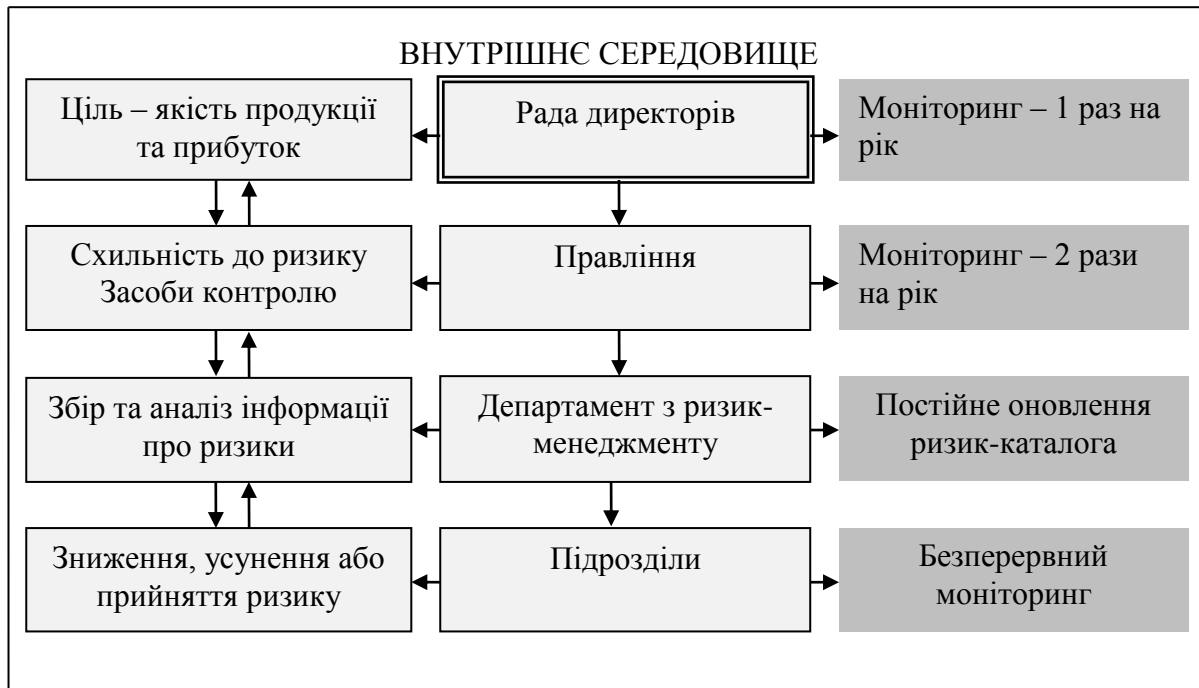 ВНУТРІШНЄ СЕРЕДОВИЩЕ
Ціль – якість продукції
та прибуток
Рада директорів
Моніторинг – 1 раз на
рік
Схильність до ризику
Засоби контролю
Правління
Моніторинг – 2 рази
на рік
Збір та аналіз інформації
про ризики
Департамент з ризик-
менеджменту
Постійне оновлення
ризик-каталога
Зниження, усунення або
прийняття ризику
Підрозділи
Безперервний
моніторинг